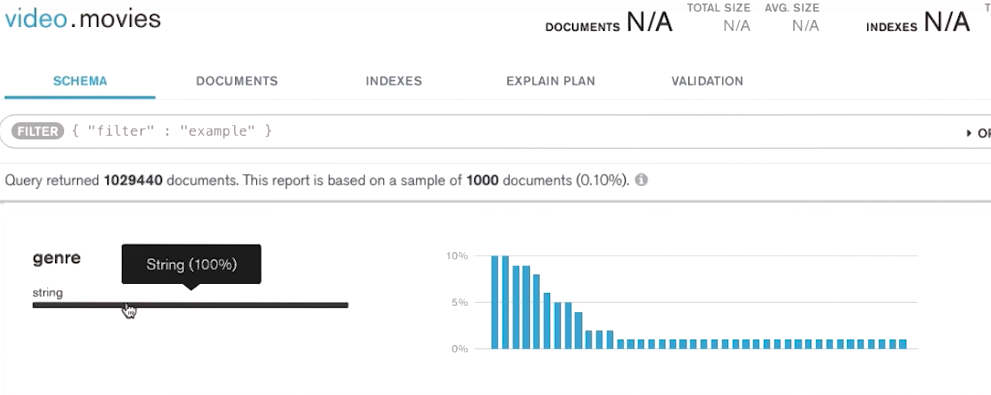 video.movies
DOCUMENTS N/A TOTAL SIZE N/A AVG. SIZE N/A INDEXES N/A
SCHEMA DOCUMENTS INDEXES EXPLAIN PLAN VALIDATION
FILTER { "filter" : "example" }
Query returned 1029440 documents. This report is based on a sample of 1000 documents (0.10%).
genre
String (100%)
string
10%
5%
0%